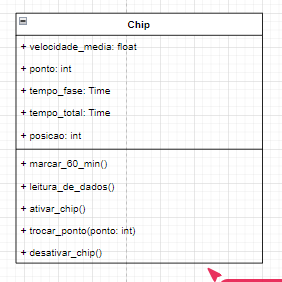 Chip
+ velocidade_media: float
+ ponto: int
+ tempo_fase: Time
+ tempo_total: Time
+ posicao: int
+ marcar_60_min()
+ leitura_de_dados()
+ ativar_chip()
+ trocar_ponto(ponto: int)
+ desativar_chip()